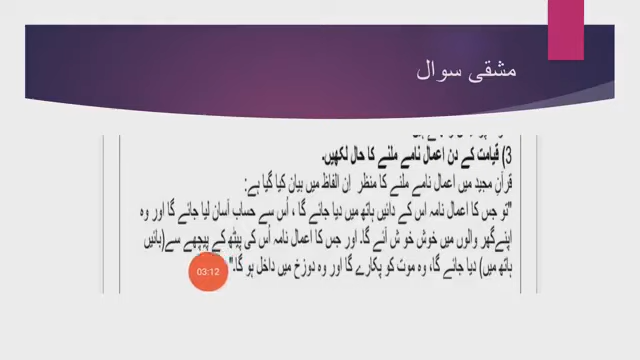 مشقی سوال
3) قیامت کے دن اعمال نامے ملنے کا حال لکھیں۔
قرآن مجید میں اعمال نامے ملنے کا منظر اِن الفاظ میں بیان کیا گیا ہے:
"تو جس کا اعمال نامہ اس کے دائیں ہاتھ میں دیا جائے گا ، اُس سے حساب آسان لیا جائے گا اور وہ
اپنے گھر والوں میں خوش خوش آئے گا۔ اور جس کا اعمال نامہ اُس کی پیٹھ کے پیچھے سے(بائیں
ہاتھ میں) دیا جائے گا، وہ موت کو پکارے گا اور وہ دوزخ میں داخل ہو گا۔"
03:12